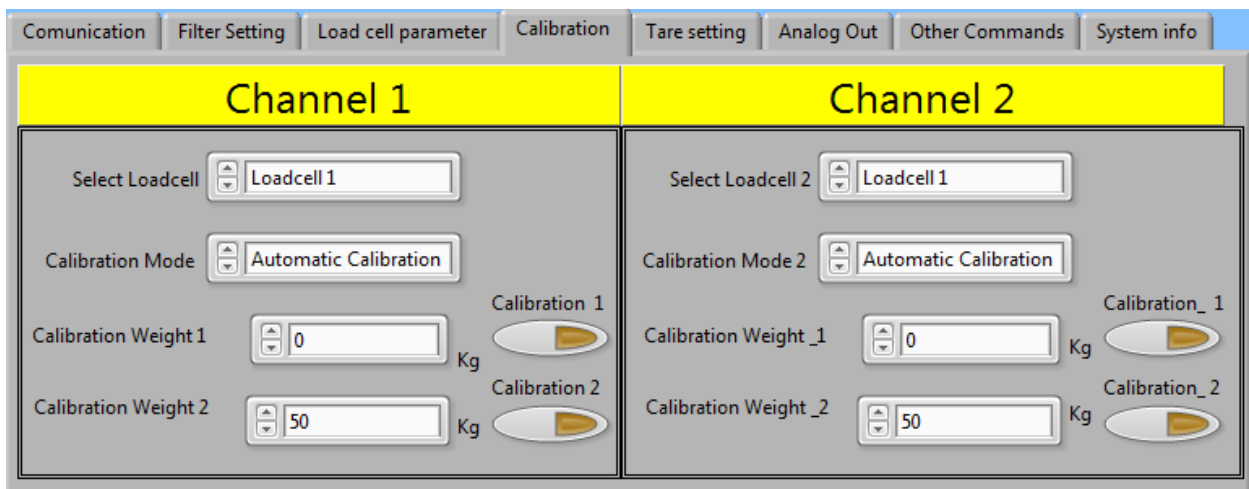 Comunication Filter Setting Load cell parameter Calibration Tare setting Analog Out Other Commands System info
Channel 1
Select Loadcell Loadcell 1
Calibration Mode Automatic Calibration
Calibration 1
Calibration Weight 1 0 Kg
Calibration 2
Calibration Weight 2 50 Kg
Channel 2
Select Loadcell 2 Loadcell 1
Calibration Mode 2 Automatic Calibration
Calibration_ 1
Calibration Weight _1 0 Kg
Calibration_ 2
Calibration Weight _2 50 Kg